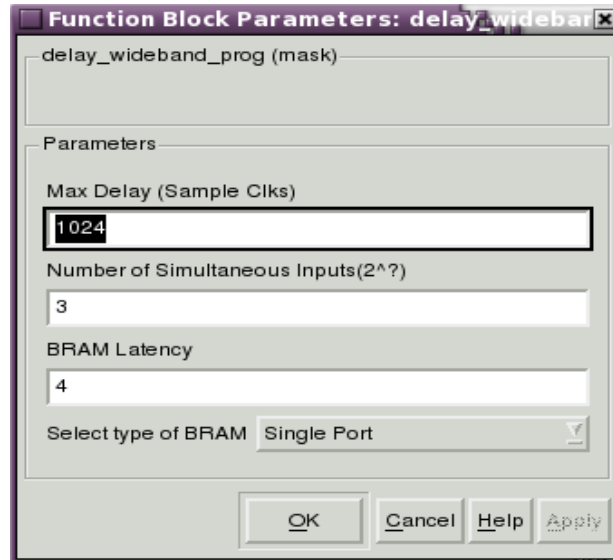 Function Block Parameters: delay_wideband
delay_wideband_prog (mask)
Parameters
Max Delay (Sample Clks)
1024
Number of Simultaneous Inputs(2^?)
3
BRAM Latency
4
Select type of BRAM Single Port
OK Cancel Help Apply